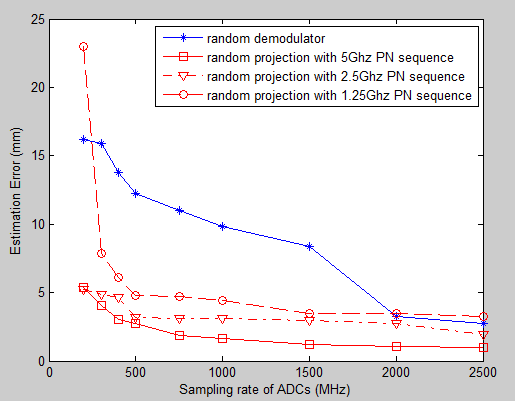 25
20
15
10
5
0
Estimation Error (mm)
random demodulator
random projection with 5Ghz PN sequence
random projection with 2.5Ghz PN sequence
random projection with 1.25Ghz PN sequence
0 500 1000 1500 2000 2500
Sampling rate of ADCs (MHz)